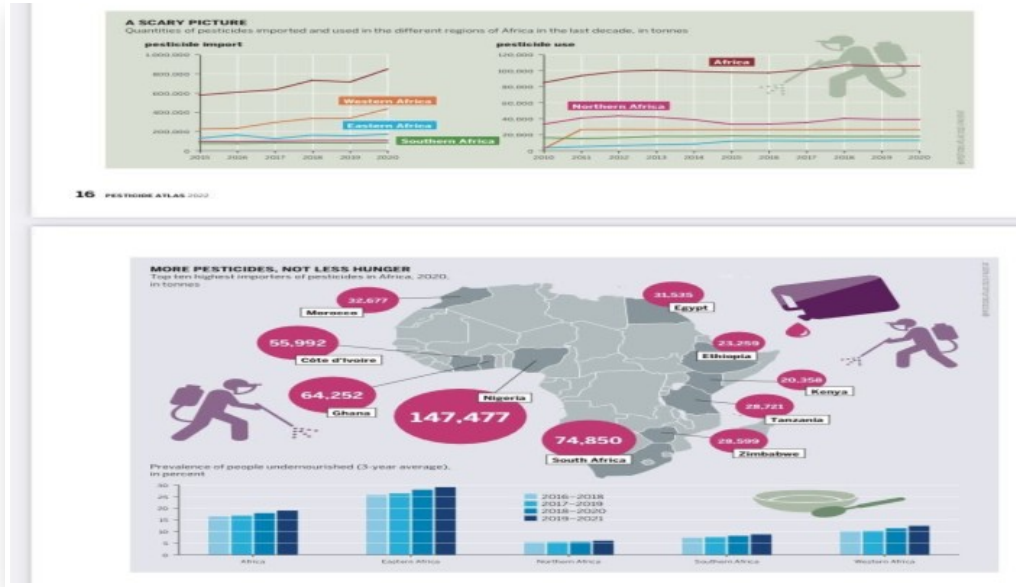 A SCARY PICTURE
Quantities of pesticides imported and used in the different regions of Africa in the last decade, in tonnes
pesticide import
1,000,000
800,000
600,000
400,000
200,000
0
2015 2016 2017 2018 2019 2020
Western Africa
Eastern Africa
Southern Africa
pesticide use
120,000
100,000
80,000
60,000
40,000
20,000
0
2010 2011 2012 2013 2014 2015 2016 2017 2018 2019 2020
Africa
Northern Africa
16 PESTICIDE ATLAS 2022
MORE PESTICIDES, NOT LESS HUNGER
Top ten highest importers of pesticides in Africa, 2020,
in tonnes
32,677
Morocco
31,535
Egypt
55,992
Côte d'Ivoire
23,259
Ethiopia
64,252
Ghana
Nigeria
147,477
20,358
Kenya
28,721
Tanzania
74,850
South Africa
28,599
Zimbabwe
Prevalence of people undernourished (3-year average),
in percent
30
25
20
15
10
5
0
2016–2018
2017–2019
2018–2020
2019–2021
Africa Eastern Africa Northern Africa Southern Africa Western Africa